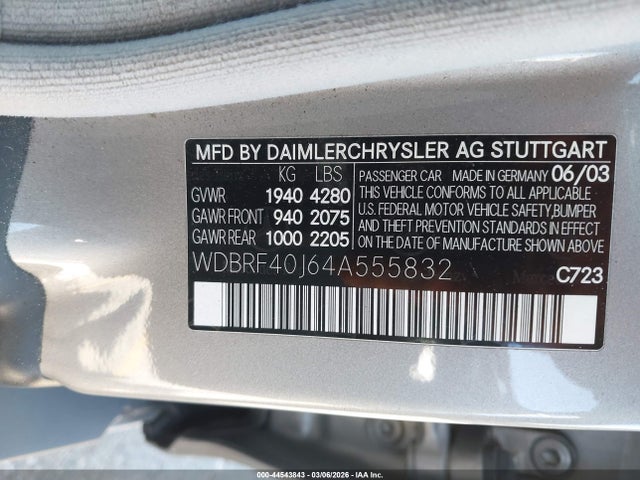 MFD BY DAIMLERCHRYSLER AG STUTTGART
KG LBS
GVWR 1940 4280
GAWR FRONT 940 2075
GAWR REAR 1000 2205
PASSENGER CAR MADE IN GERMANY 06/03
THIS VEHICLE CONFORMS TO ALL APPLICABLE
U.S. FEDERAL MOTOR VEHICLE SAFETY,BUMPER
AND THEFT PREVENTION STANDARDS IN EFFECT
ON THE DATE OF MANUFACTURE SHOWN ABOVE
WDBRF40J64A555832
C723
000-44543843 | 03/06/2026 - IAA Inc.